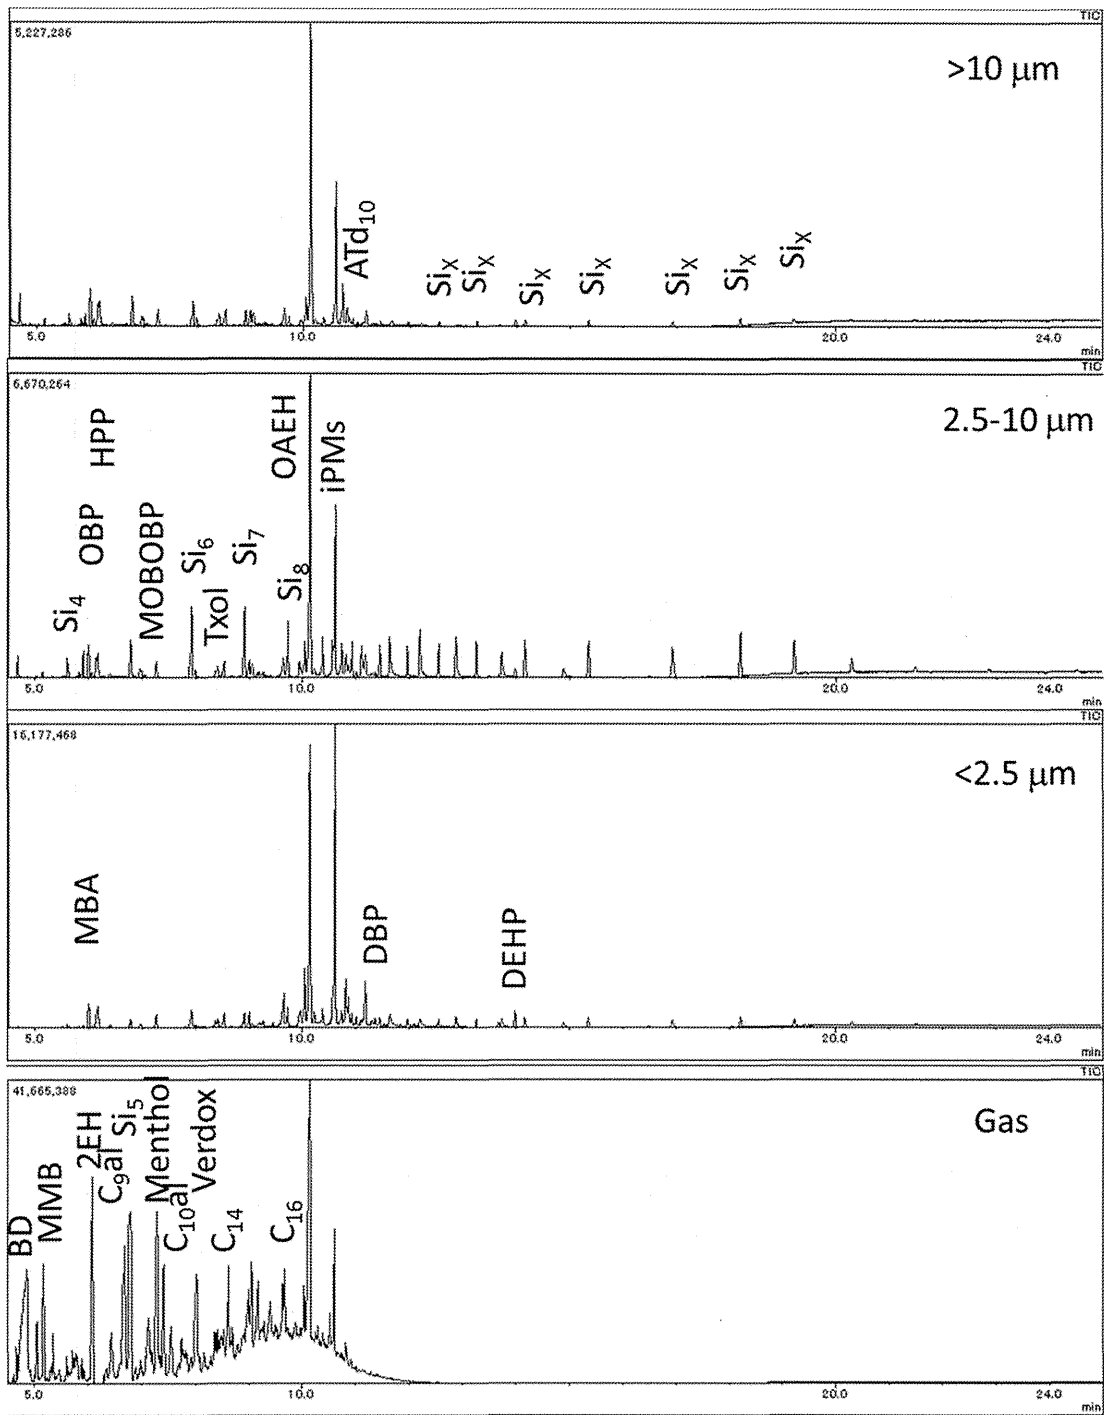 TIC
5,227,286
>10 μm
ATd10
SiX
SiX
SiX
SiX
SiX
SiX
SiX
5.0
10.0
20.0
24.0
min
TIC
6,670,264
2.5-10 μm
Si4
OBP
HPP
MOBOBP
Si6
Txol
Si7
Si8
OAEH
iPMs
5.0
10.0
20.0
24.0
min
TIC
16,177,468
<2.5 μm
MBA
DBP
DEHP
5.0
10.0
20.0
24.0
min
TIC
41,665,388
Gas
BD
MMB
2EH
C9al
Si5
Menthol
C10al
Verdox
C14
C16
5.0
10.0
20.0
24.0
min